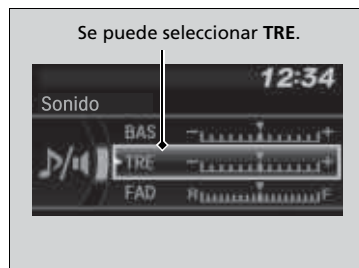 Se puede seleccionar TRE.
12:34
Sonido
BAS − +
TRE − +
FAD R F